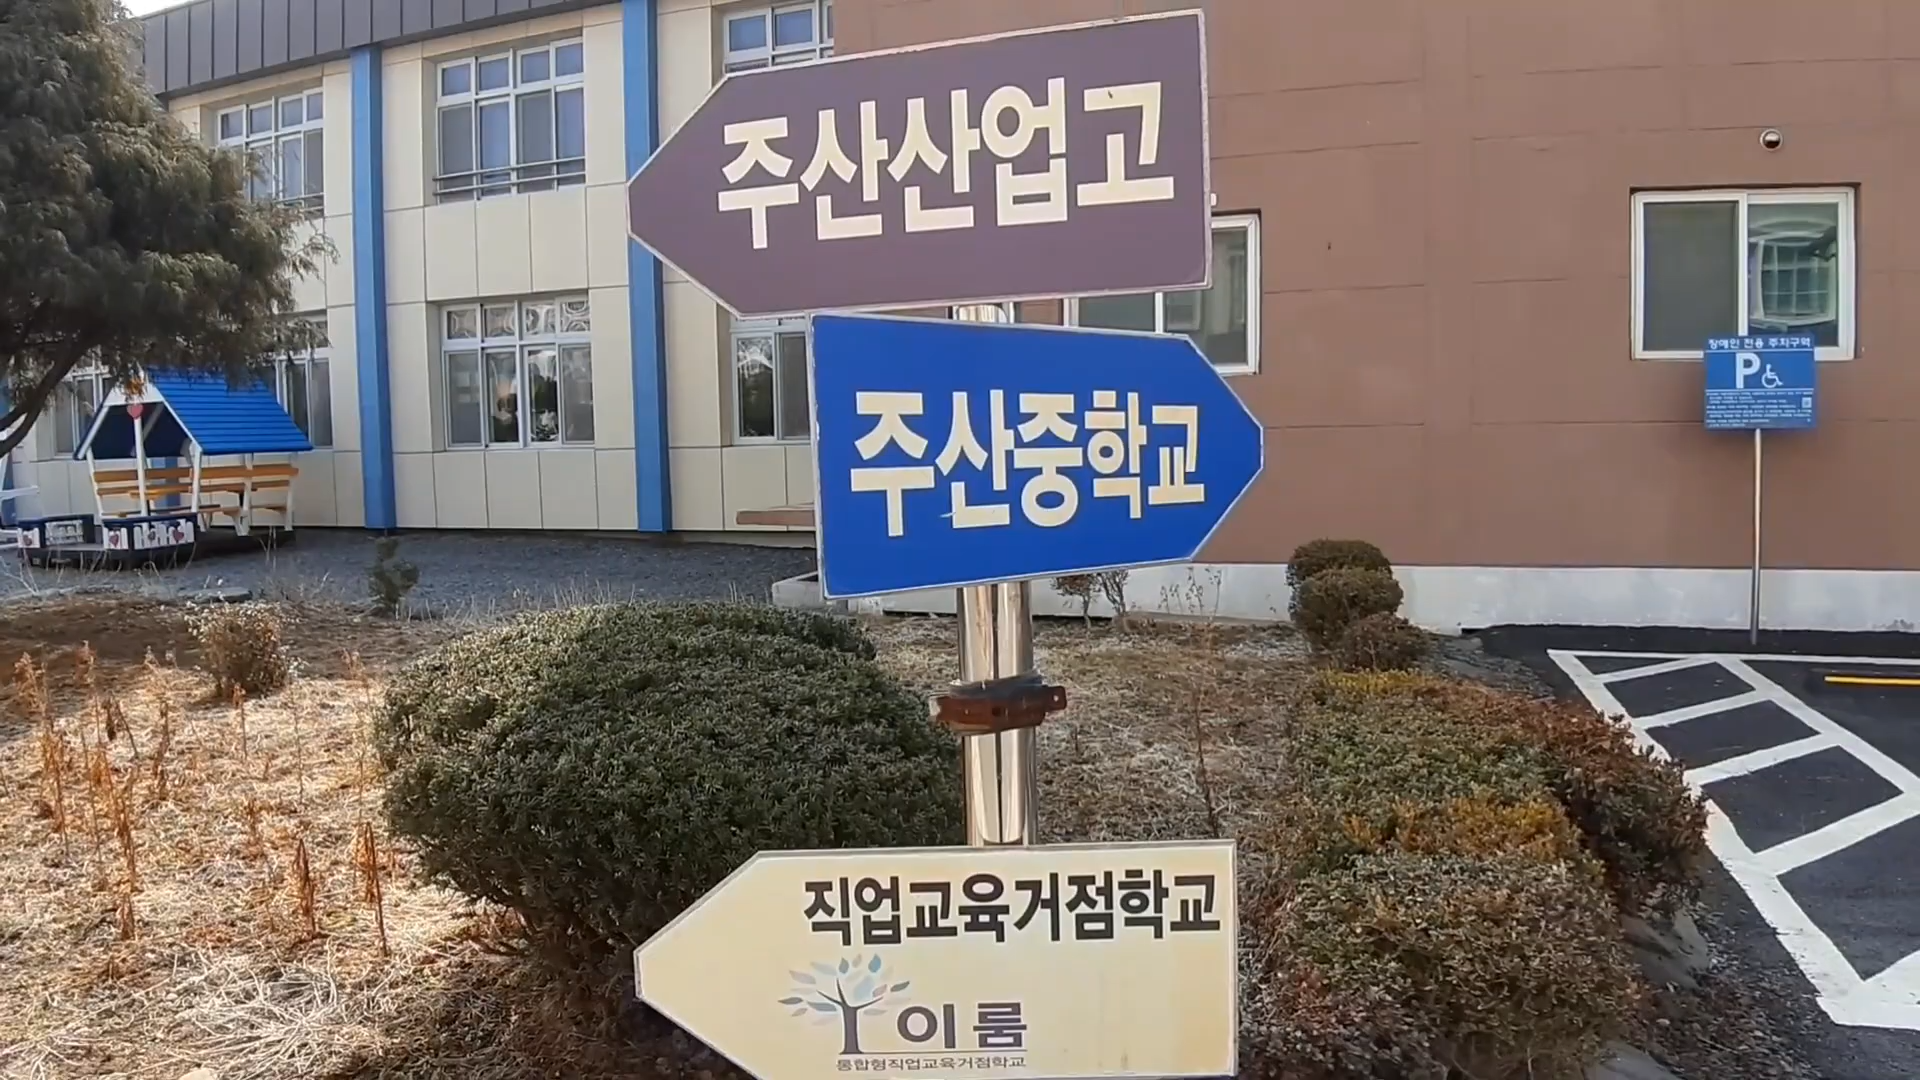 주산산업고
주산중학교
장애인 전용 주차구역
P
직업교육거점학교
이룸
통합형직업교육거점학교